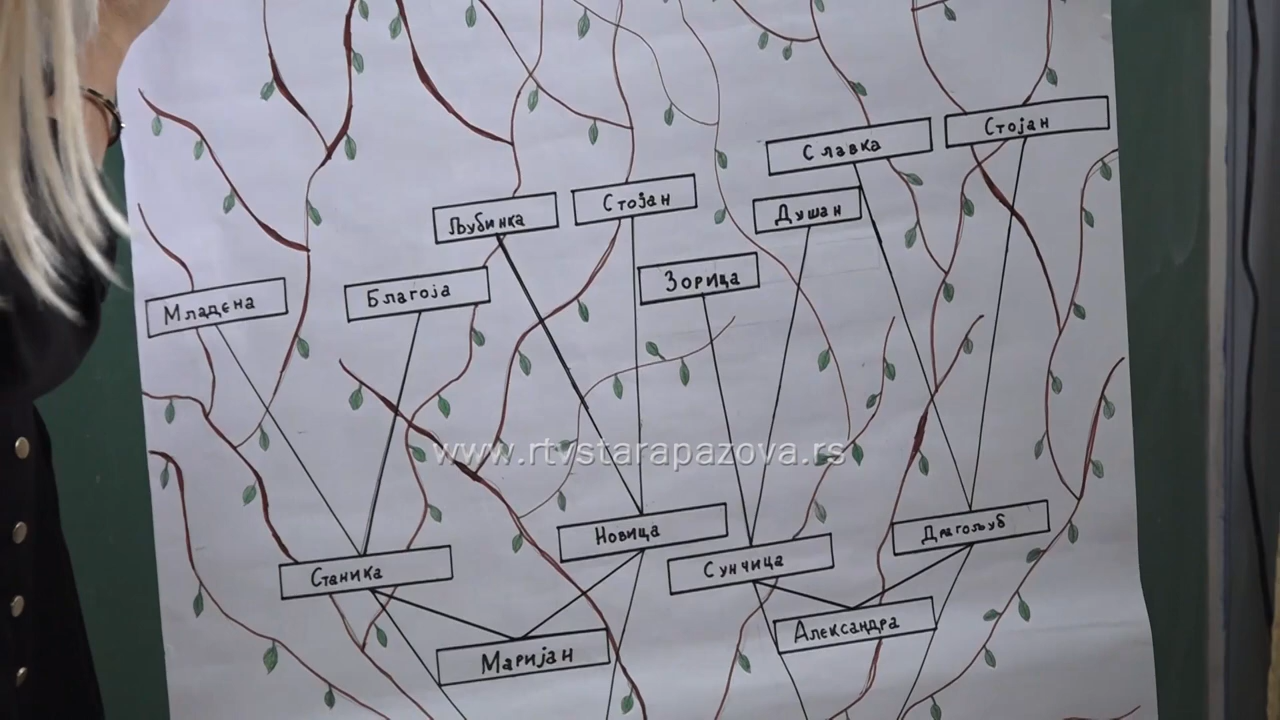 Славка
Стојан
Љубинка
Стојан
Душан
Младена
Благоја
Зорица
www.rtvstarapazova.rs
Станика
Новица
Сунчица
Драгољуб
Маријан
Александра